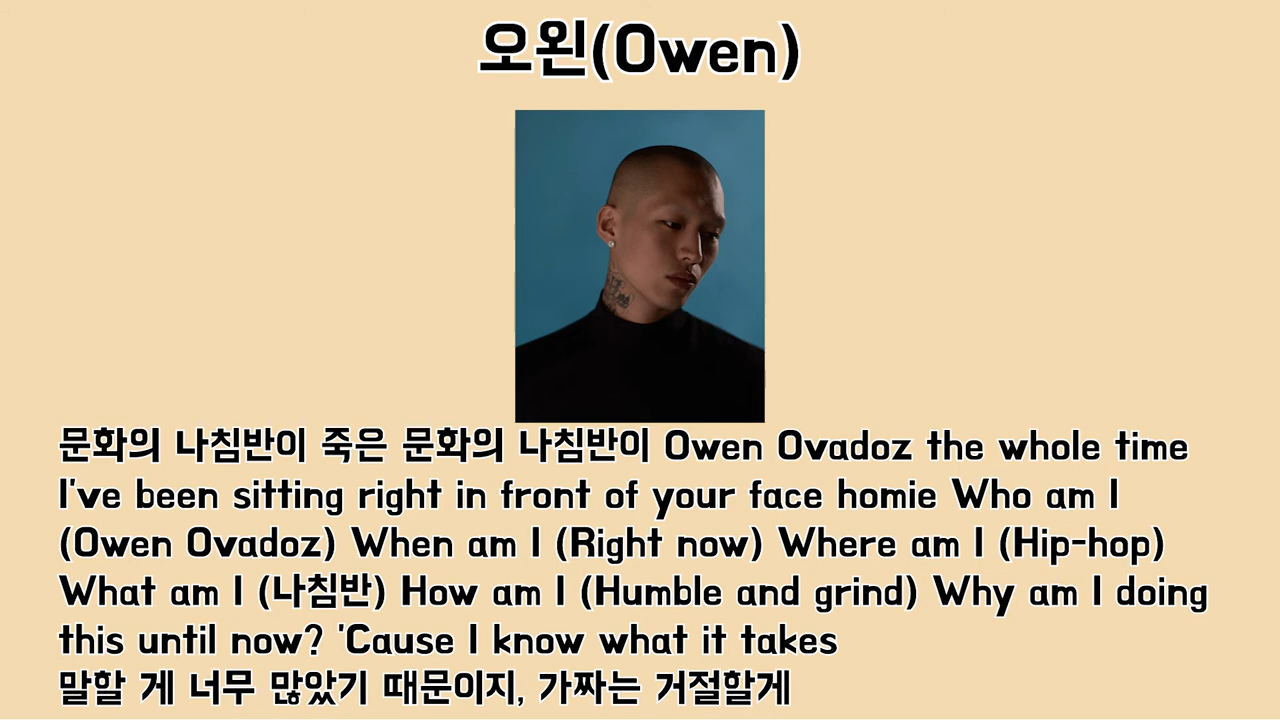 오왼(Owen)
문화의 나침반이 죽은 문화의 나침반이 Owen Ovadoz the whole time
I've been sitting right in front of your face homie Who am I
(Owen Ovadoz) When am I (Right now) Where am I (Hip-hop)
What am I (나침반) How am I (Humble and grind) Why am I doing
this until now? 'Cause I know what it takes
말할 게 너무 많았기 때문이지, 가짜는 거절할게